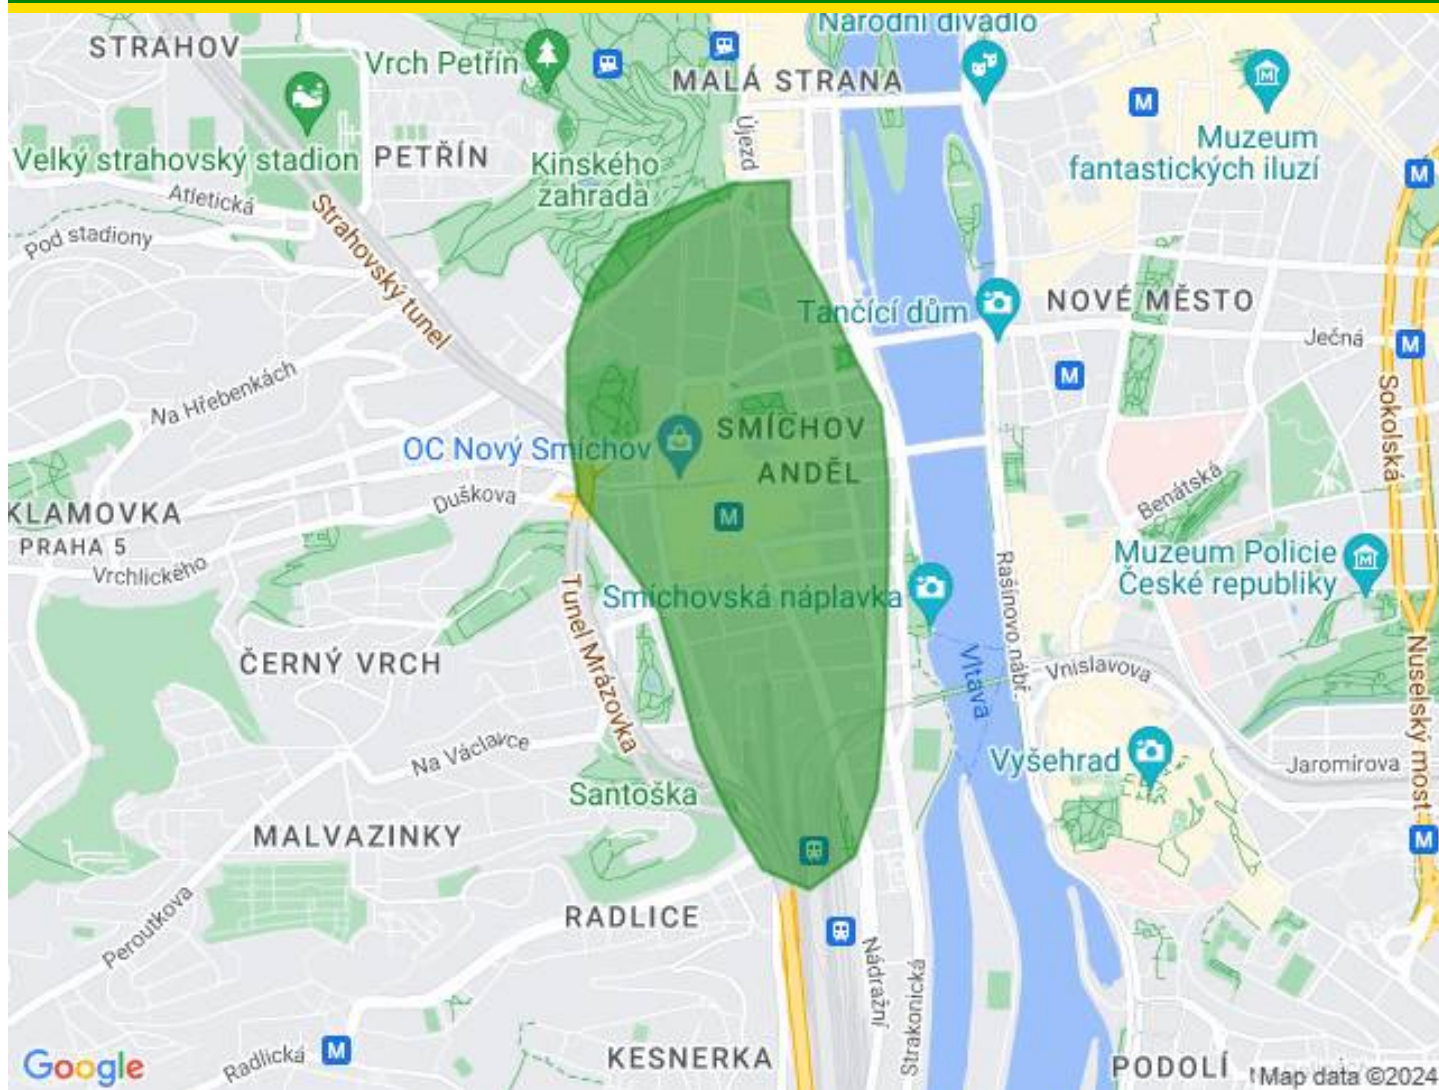 Národní divadlo
STRAHOV
Vrch Petřín
MALÁ STRANA
Újezd
Muzeum
fantastických iluzí
Velký strahovský stadion
PETŘÍN
Kinského
zahrada
Atletická
Pod stadiony
Strahovský tunel
Tančící dům
NOVÉ MĚSTO
Ječná
Na Hřebenkách
Sokolská
OC Nový Smíchov
SMÍCHOV
ANDĚL
Duškova
Benátská
KLAMOVKA
PRAHA 5
Vrchlického
Muzeum Policie
České republiky
Rašínovo nábř.
Smíchovská náplavka
Tunel Mrázovka
ČERNÝ VRCH
Vltava
Vnislavova
Nuselský most
Na Václavce
Vyšehrad
Jaromírova
Santoška
MALVAZINKY
Peroutkova
RADLICE
Nádražní
Strakonická
Google
Radlická
KESNERKA
PODOLÍ
Map data ©2024